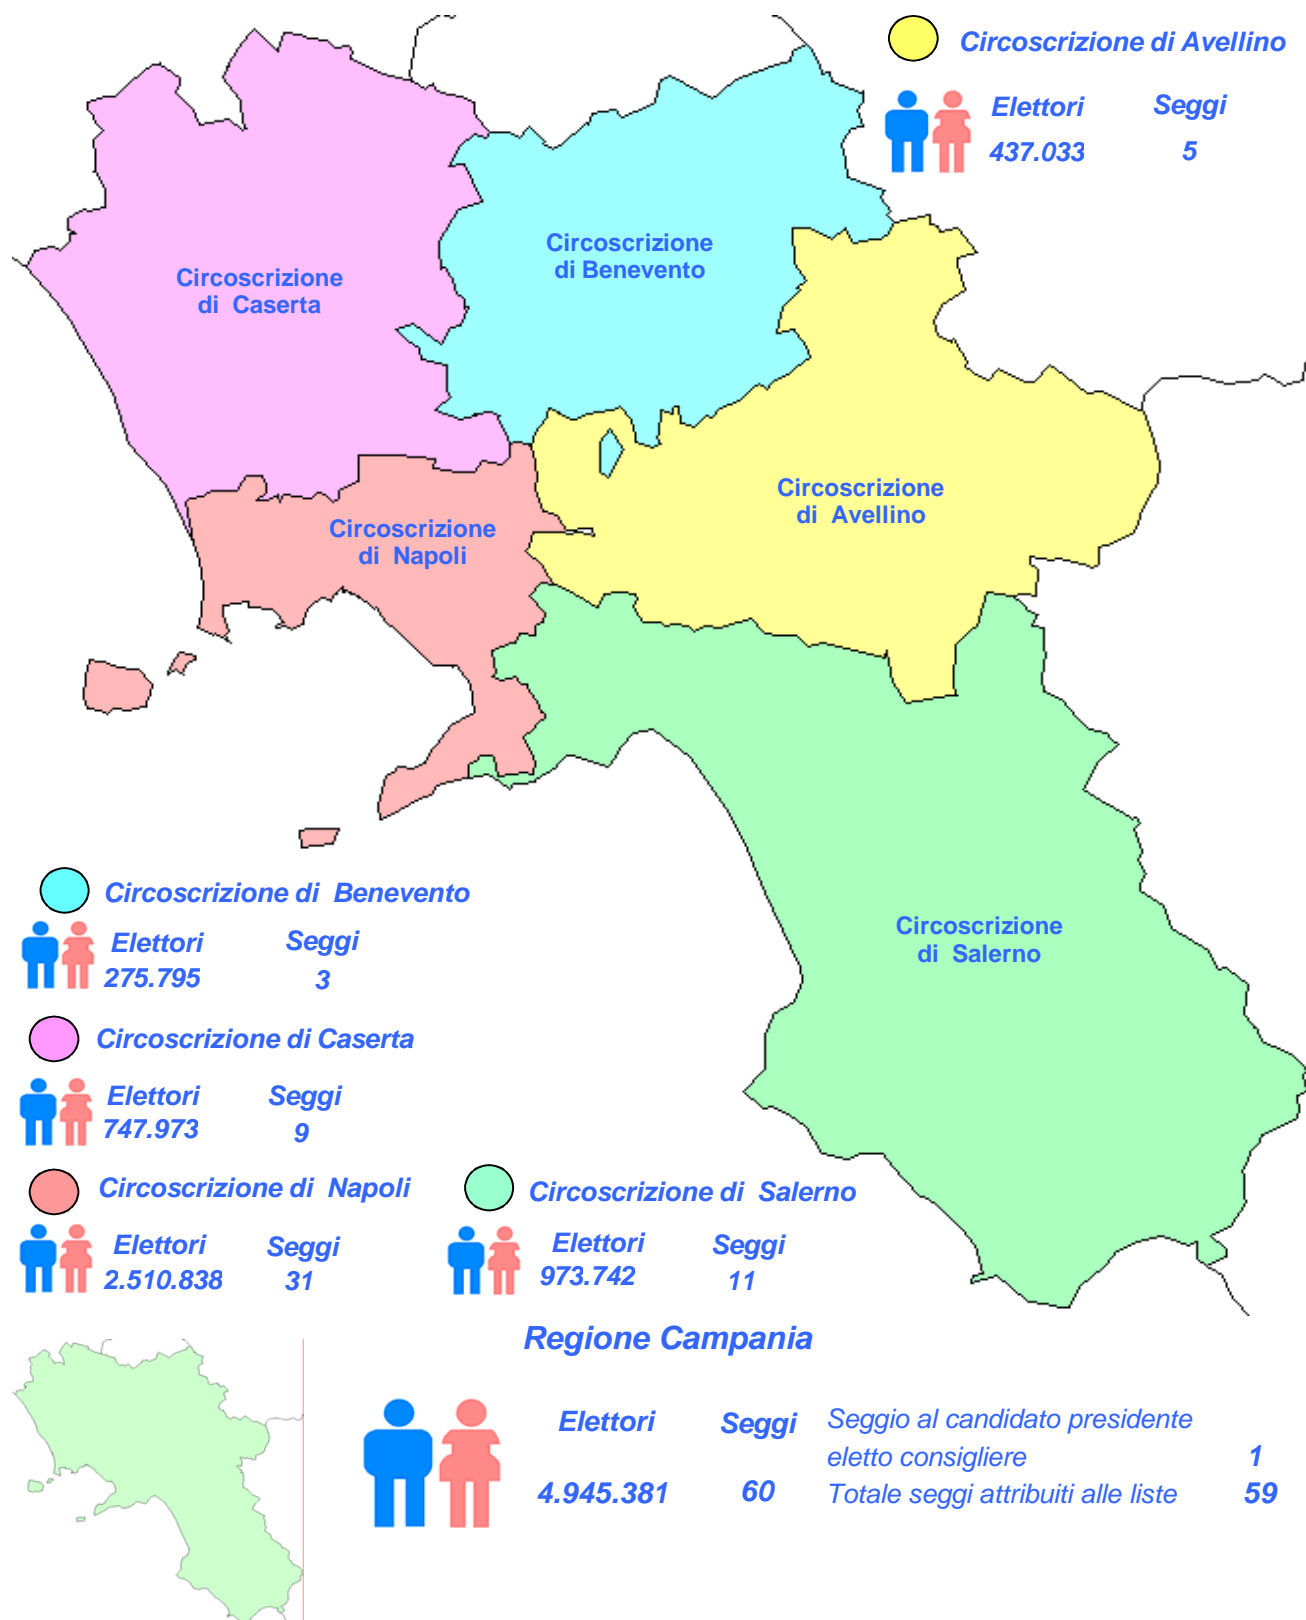 Circoscrizione di Avellino
Elettori Seggi
437.033 5
Circoscrizione
di Benevento
Circoscrizione
di Caserta
Circoscrizione
di Avellino
Circoscrizione
di Napoli
Circoscrizione di Benevento
Elettori Seggi
275.795 3
Circoscrizione
di Salerno
Circoscrizione di Caserta
Elettori Seggi
747.973 9
Circoscrizione di Napoli
Elettori Seggi
2.510.838 31
Circoscrizione di Salerno
Elettori Seggi
973.742 11
Regione Campania
Elettori Seggi
4.945.381 60
Seggio al candidato presidente
eletto consigliere 1
Totale seggi attribuiti alle liste 59